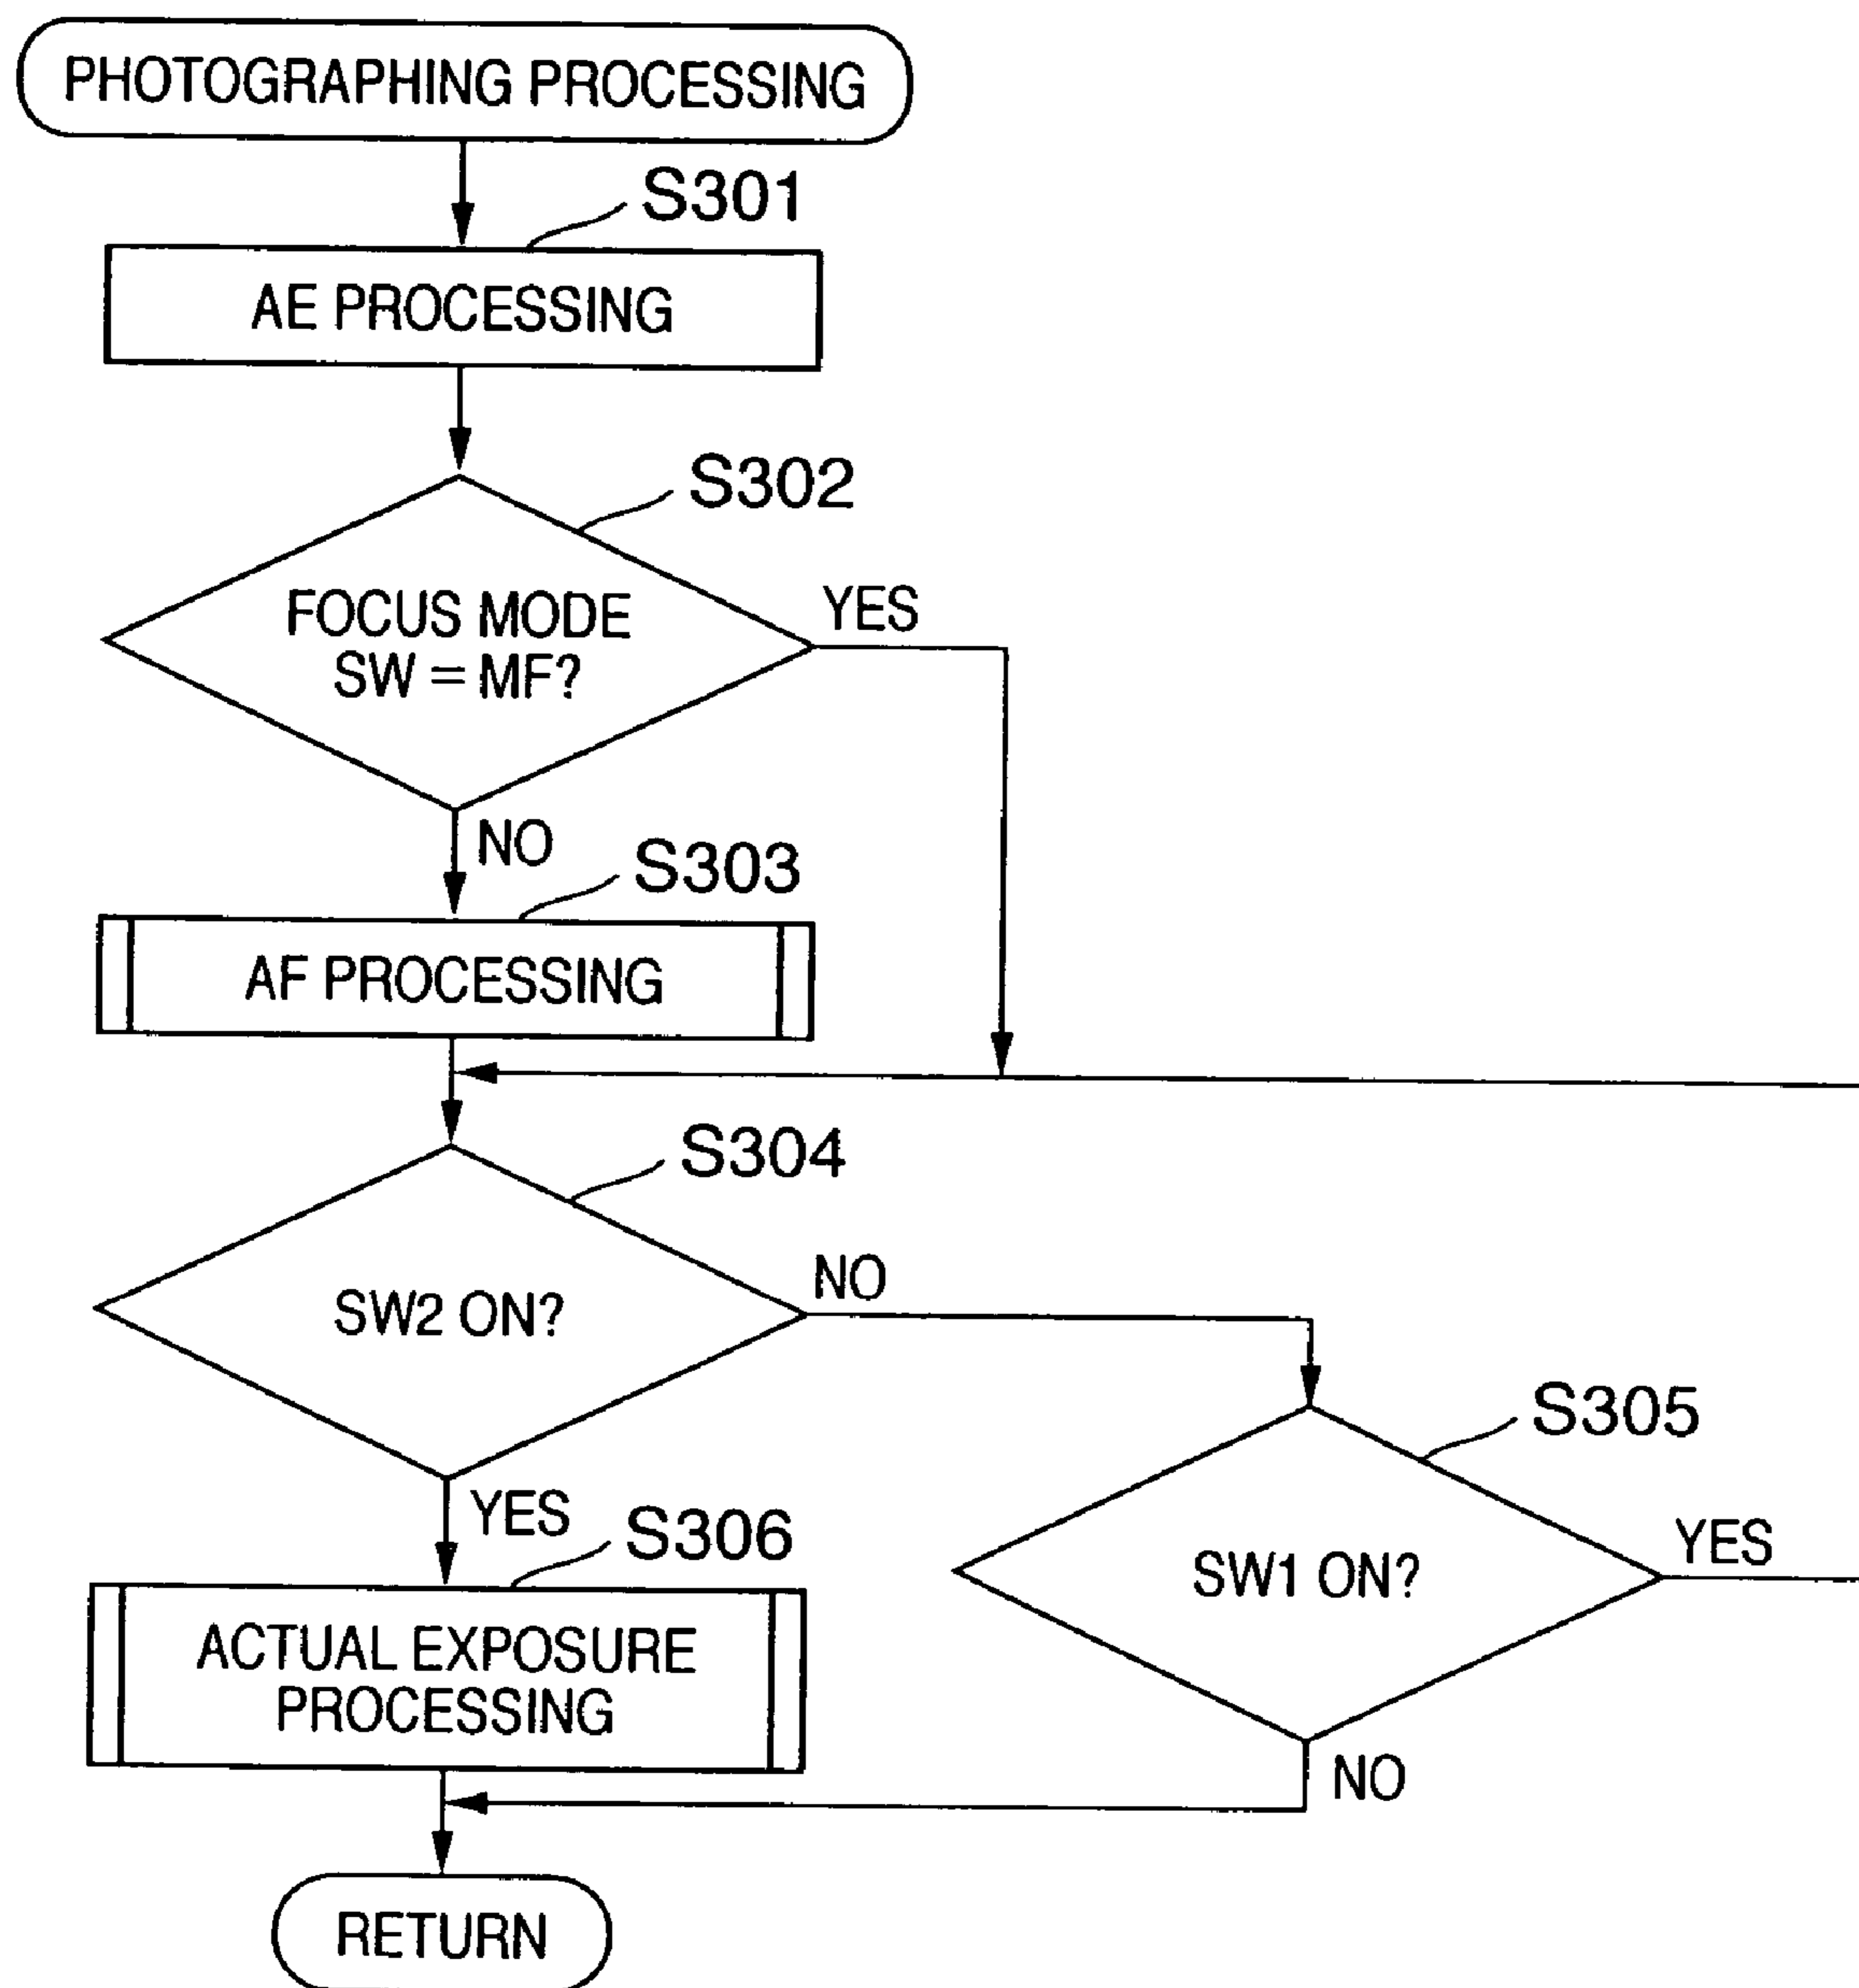 PHOTOGRAPHING PROCESSING
S301
AE PROCESSING
S302
FOCUS MODE
SW = MF?
YES
NO
S303
AF PROCESSING
S304
SW2 ON?
NO
S305
SW1 ON?
YES
YES
S306
ACTUAL EXPOSURE
PROCESSING
NO
RETURN